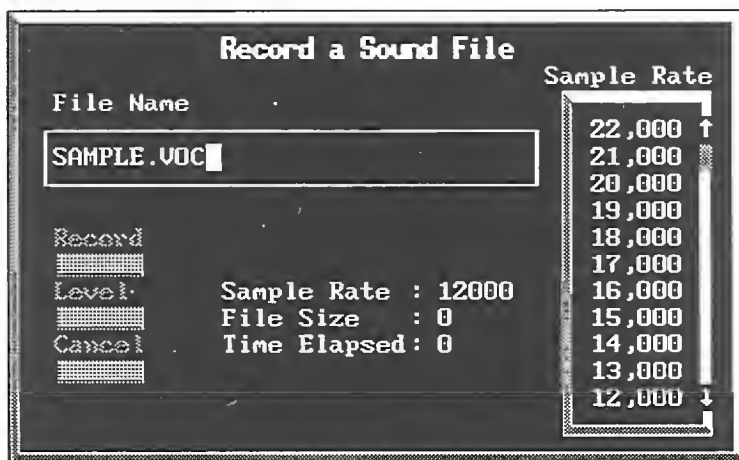 Record a Sound File
Sample Rate
File Name
SAMPLE.VOC
22,000
21,000
20,000
19,000
18,000
17,000
16,000
15,000
14,000
13,000
12,000
Record
Level
Cancel
Sample Rate : 12000
File Size : 0
Time Elapsed: 0